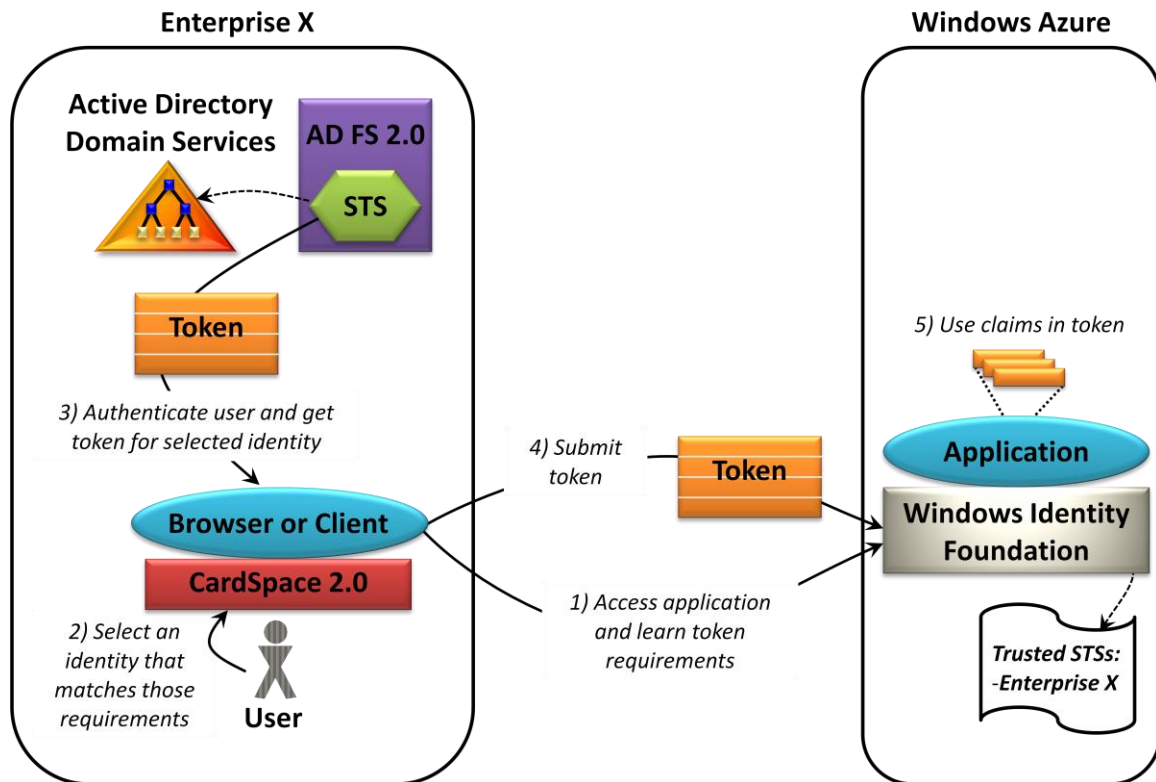 Enterprise X
Windows Azure
Active Directory
Domain Services
AD FS 2.0
STS
Token
3) Authenticate user and get
token for selected identity
Browser or Client
CardSpace 2.0
2) Select an
identity that
matches those
requirements
User
4) Submit
token
Token
1) Access application
and learn token
requirements
5) Use claims in token
Application
Windows Identity
Foundation
Trusted STSs:
-Enterprise X